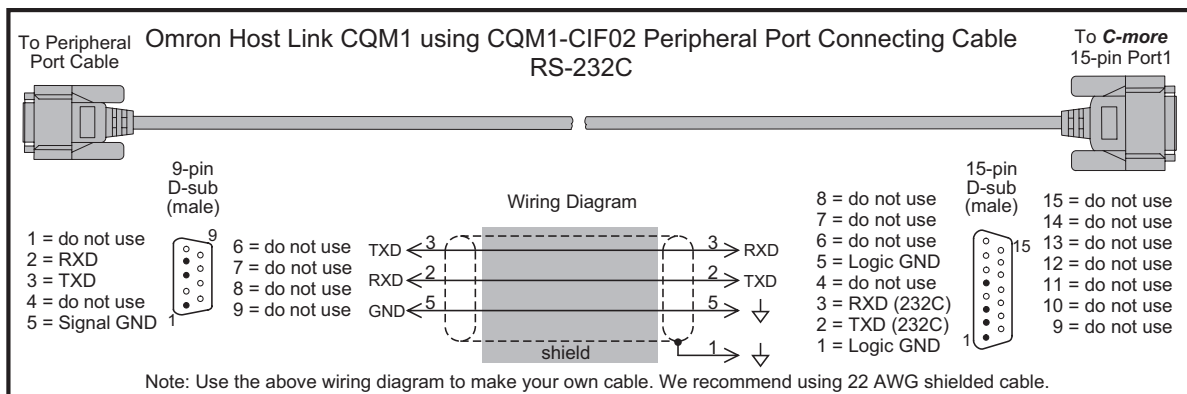 To Peripheral
Port Cable
Omron Host Link CQM1 using CQM1-CIF02 Peripheral Port Connecting Cable
RS-232C
To C-more
15-pin Port1
9-pin
D-sub
(male)
1 = do not use
2 = RXD
3 = TXD
4 = do not use
5 = Signal GND
9
1
6 = do not use
7 = do not use
8 = do not use
9 = do not use
Wiring Diagram
TXD 3 3 RXD
RXD 2 2 TXD
GND 5 5
shield 1
8 = do not use
7 = do not use
6 = do not use
5 = Logic GND
4 = do not use
3 = RXD (232C)
2 = TXD (232C)
1 = Logic GND
15-pin
D-sub
(male)
15
1
15 = do not use
14 = do not use
13 = do not use
12 = do not use
11 = do not use
10 = do not use
9 = do not use
Note: Use the above wiring diagram to make your own cable. We recommend using 22 AWG shielded cable.